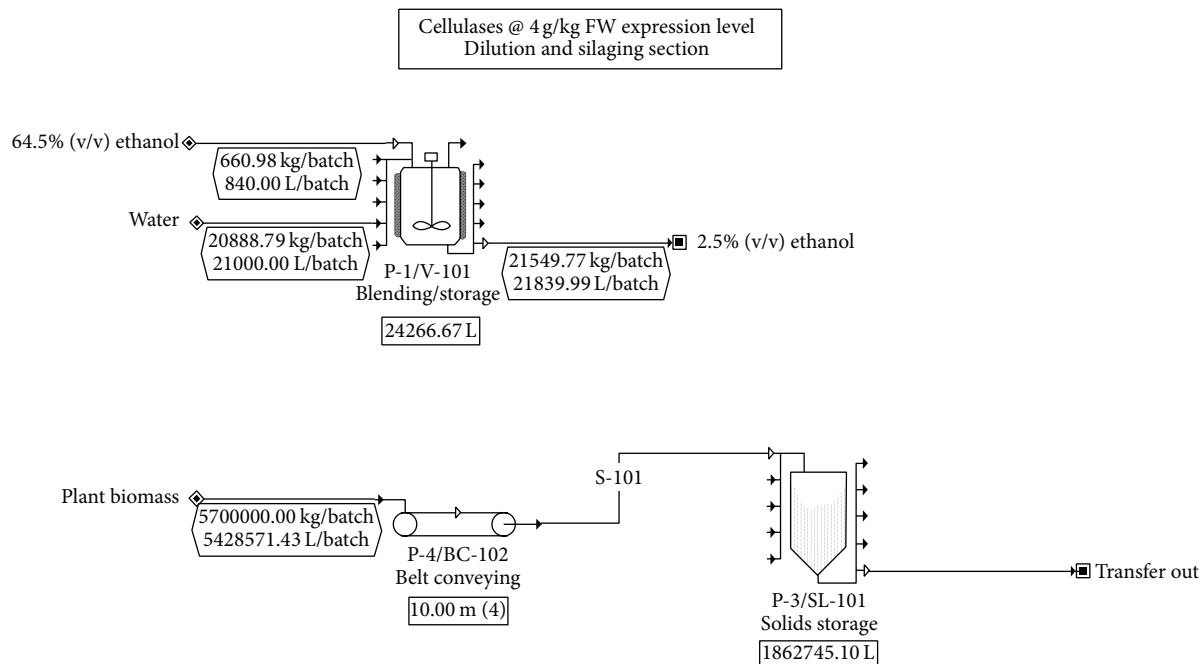 Cellulases @ 4 g/kg FW expression level
Dilution and silaging section
64.5% (v/v) ethanol
660.98 kg/batch
840.00 L/batch
Water
20888.79 kg/batch
21000.00 L/batch
P-1/V-101
Blending/storage
24266.67 L
21549.77 kg/batch
21839.99 L/batch
2.5% (v/v) ethanol
Plant biomass
5700000.00 kg/batch
5428571.43 L/batch
P-4/BC-102
Belt conveying
10.00 m (4)
S-101
P-3/SL-101
Solids storage
1862745.10 L
Transfer out